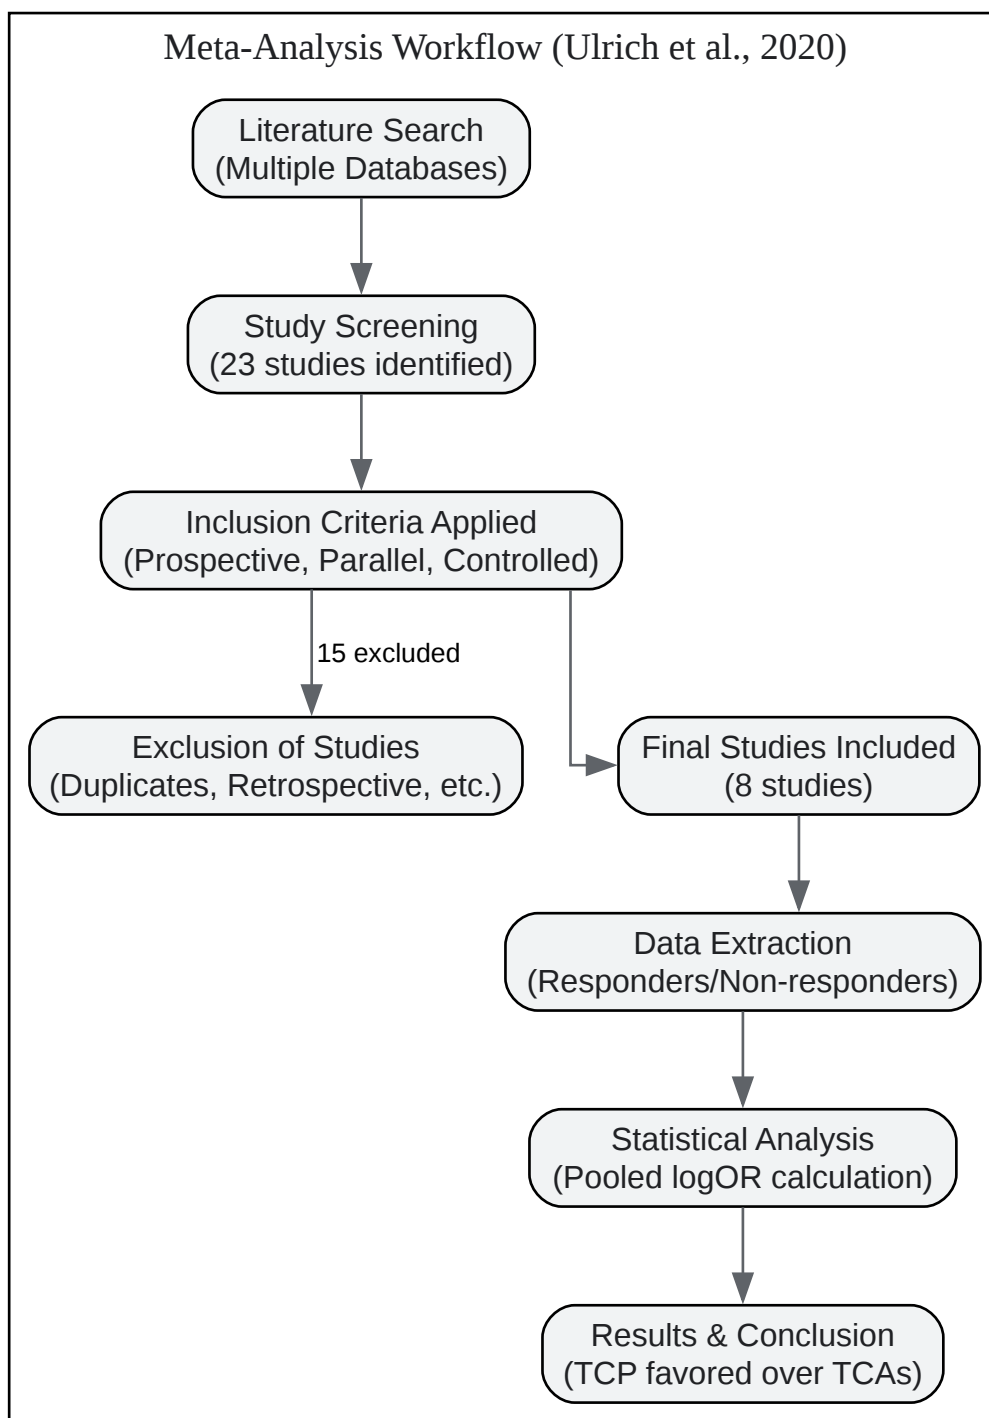 Meta-Analysis Workflow (Ulrich et al., 2020)
Literature Search
(Multiple Databases)
Study Screening
(23 studies identified)
Inclusion Criteria Applied
(Prospective, Parallel, Controlled)
15 excluded
Exclusion of Studies
(Duplicates, Retrospective, etc.)
Final Studies Included
(8 studies)
Data Extraction
(Responders/Non-responders)
Statistical Analysis
(Pooled logOR calculation)
Results & Conclusion
(TCP favored over TCAs)